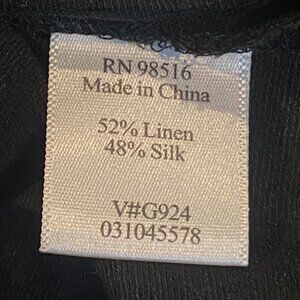 RN 98516
Made in China
52% Linen
48% Silk
V#G924
031045578